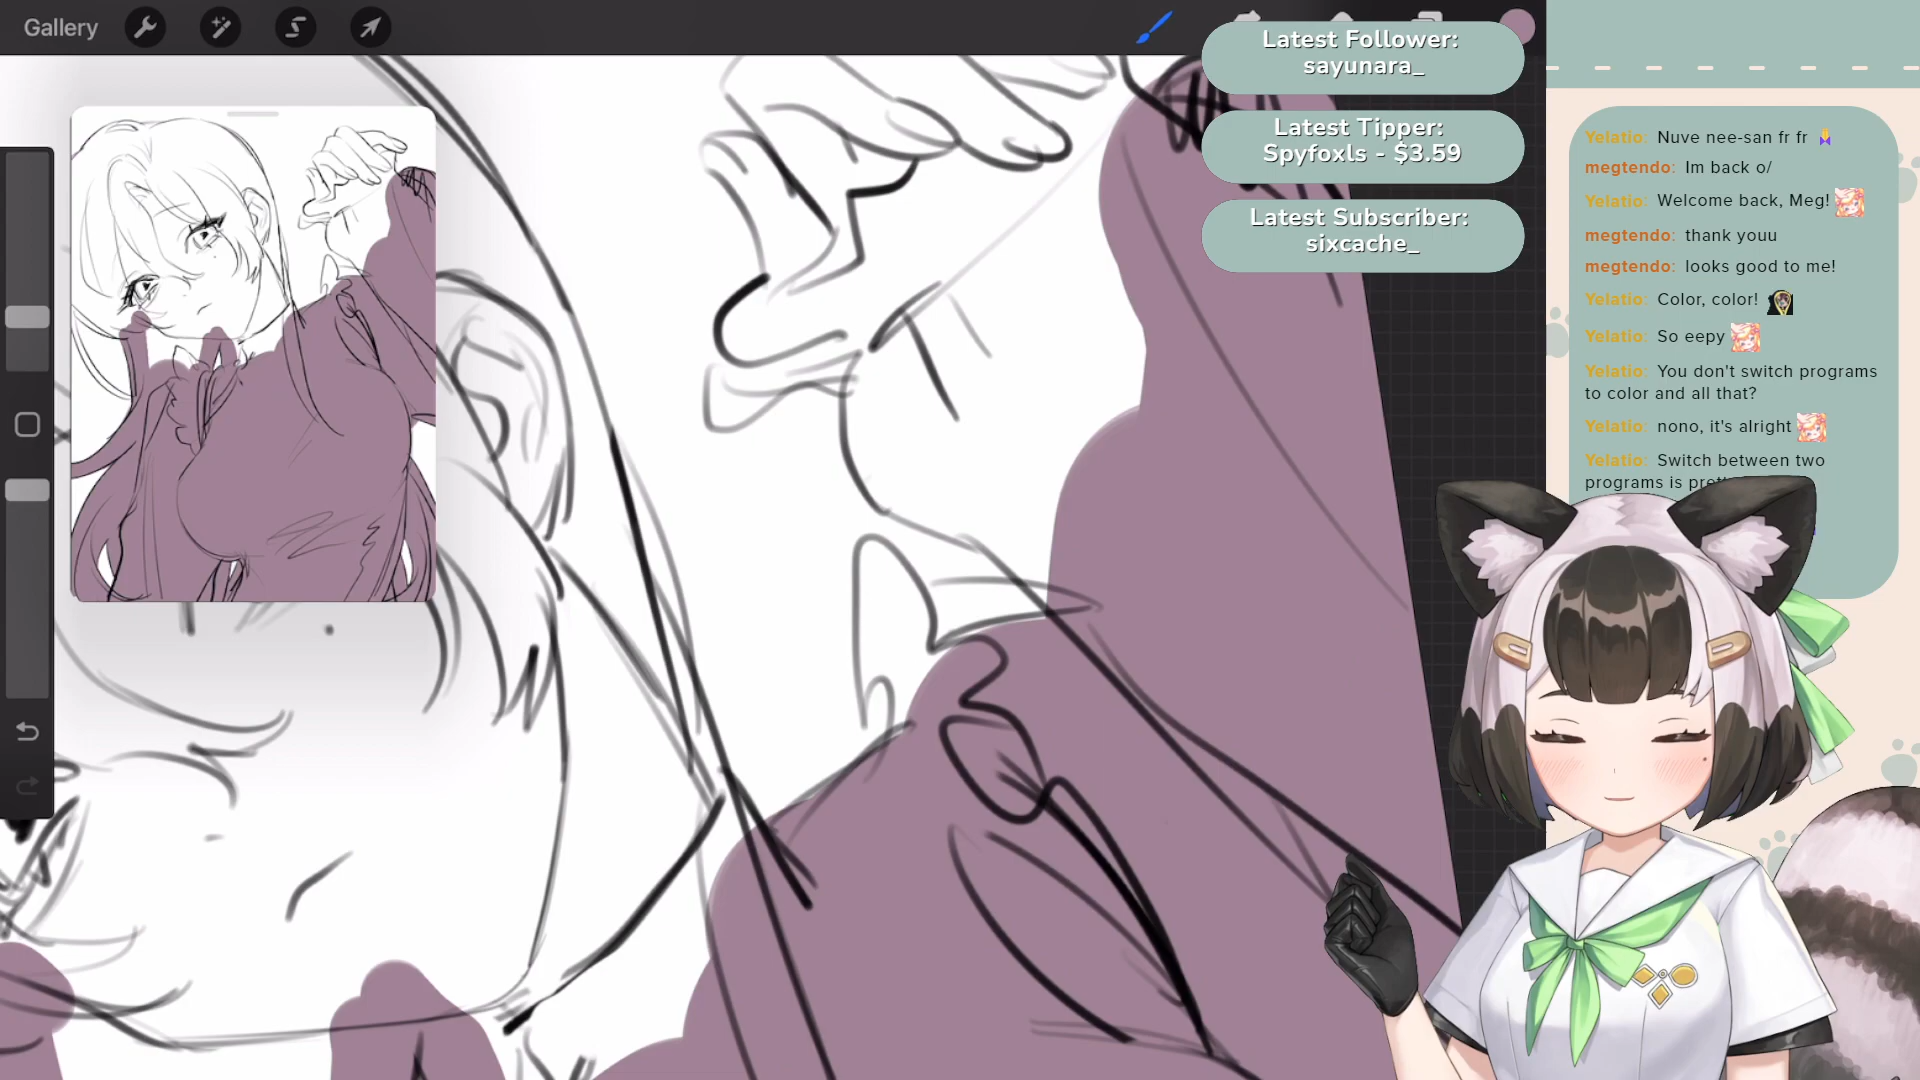 Gallery
Latest Follower:
sayunara_
Latest Tipper:
Spyfoxls - $3.59
Latest Subscriber:
sixcache_
Yelatio: Nuve nee-san fr fr
megtendo: Im back o/
Yelatio: Welcome back, Meg!
megtendo: thank youu
megtendo: looks good to me!
Yelatio: Color, color!
Yelatio: So eepy
Yelatio: You don't switch programs
to color and all that?
Yelatio: nono, it's alright
Yelatio: Switch between two
programs is